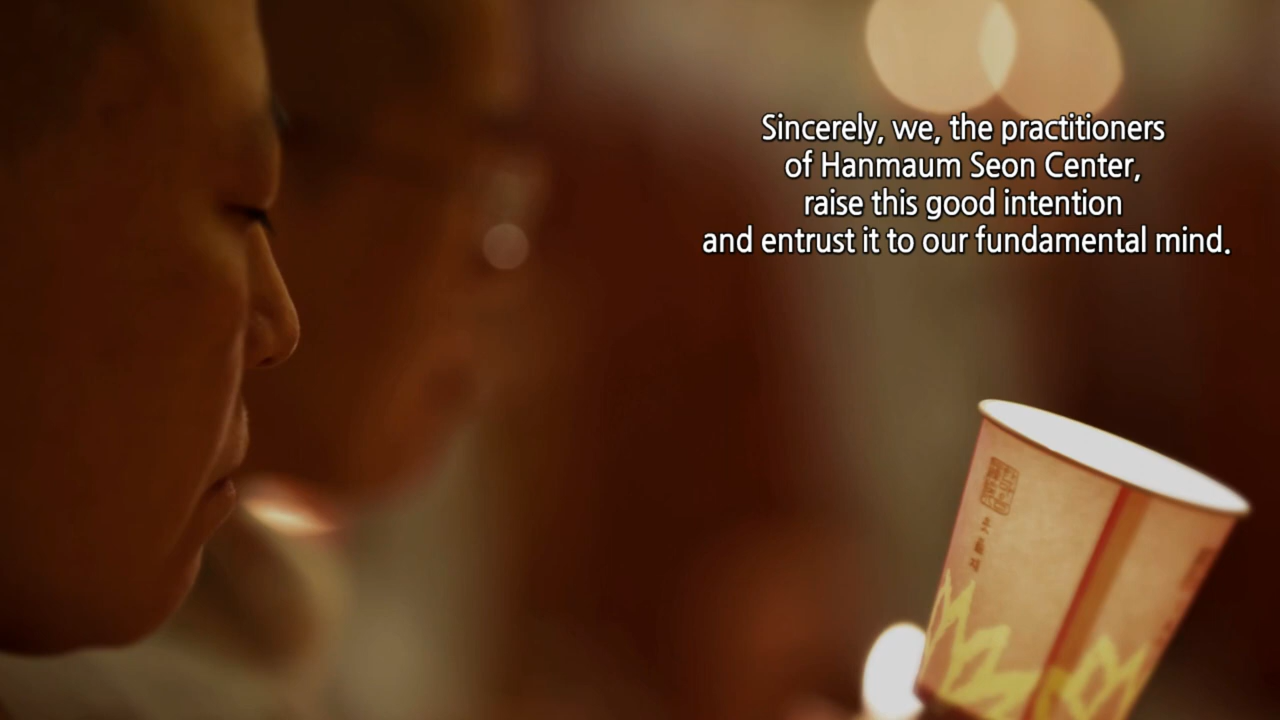 Sincerely, we, the practitioners
of Hanmaum Seon Center,
raise this good intention
and entrust it to our fundamental mind.